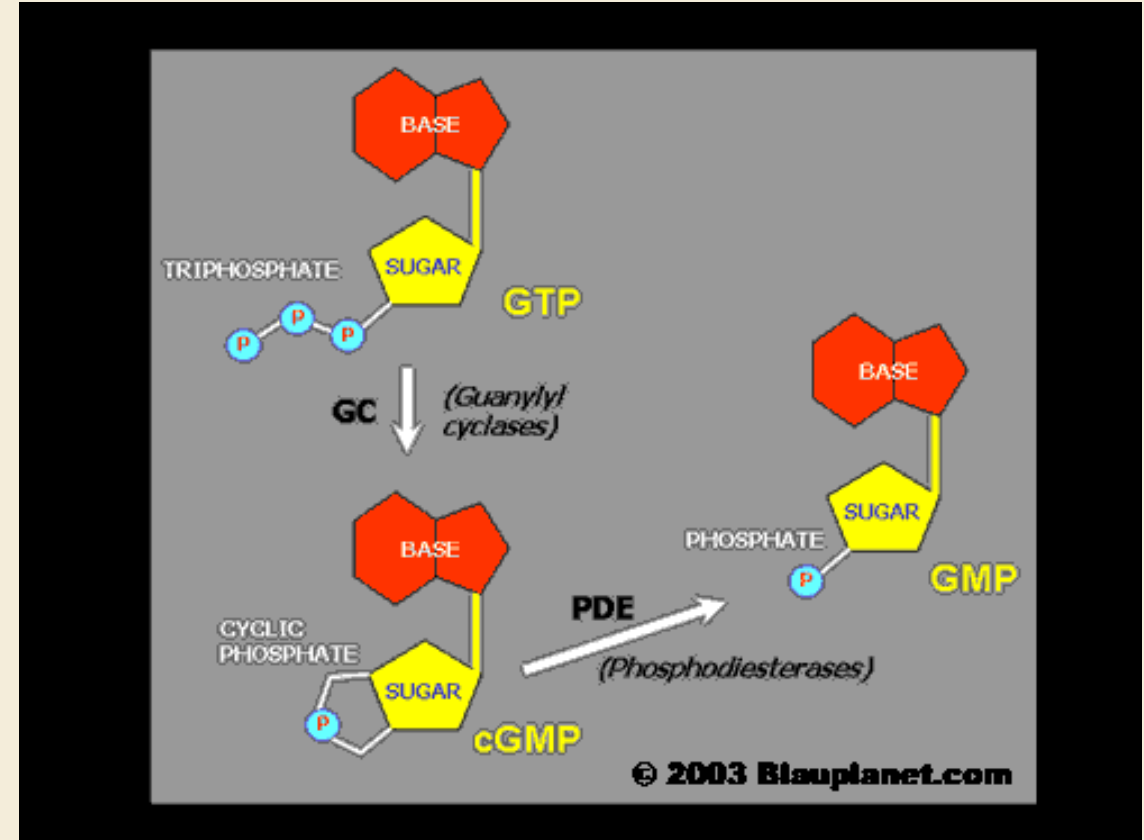 BASE
TRIPHOSPHATE
SUGAR
GTP
P
P
P
GC
(Guanylyl
cyclases)
BASE
CYCLIC
PHOSPHATE
SUGAR
P
cGMP
PDE
(Phosphodiesterases)
BASE
PHOSPHATE
SUGAR
P
GMP
© 2003 Blauplanet.com